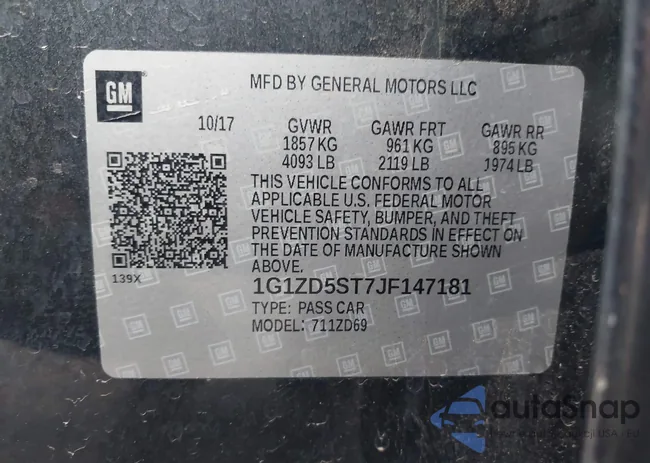 GM
MFD BY GENERAL MOTORS LLC
10/17 GVWR GAWR FRT GAWR RR
1857 KG 961 KG 895 KG
4093 LB 2119 LB 1974 LB
THIS VEHICLE CONFORMS TO ALL
APPLICABLE U.S. FEDERAL MOTOR
VEHICLE SAFETY, BUMPER, AND THEFT
PREVENTION STANDARDS IN EFFECT ON
THE DATE OF MANUFACTURE SHOWN
ABOVE.
139X
1G1ZD5ST7JF147181
TYPE: PASS CAR
MODEL: 711ZD69
autoSnap
USA - EU